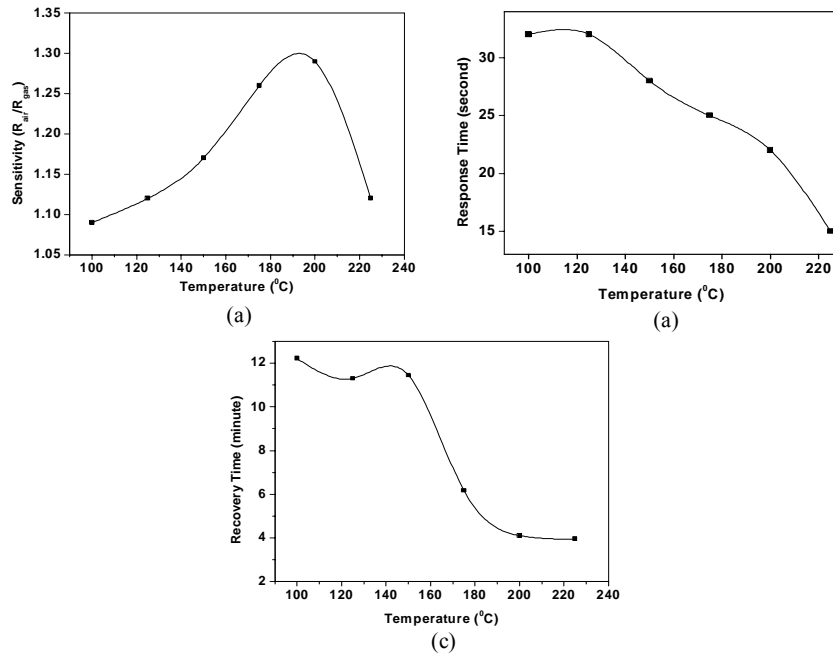 1.35
1.30
1.25
1.20
1.15
1.10
1.05
Sensitivity (R_air/R_gas)
100 120 140 160 180 200 220 240
Temperature (⁰C)
(a)
30
25
20
15
Response Time (second)
100 120 140 160 180 200 220
Temperature (⁰C)
(a)
12
10
8
6
4
2
Recovery Time (minute)
100 120 140 160 180 200 220 240
Temperature (⁰C)
(c)